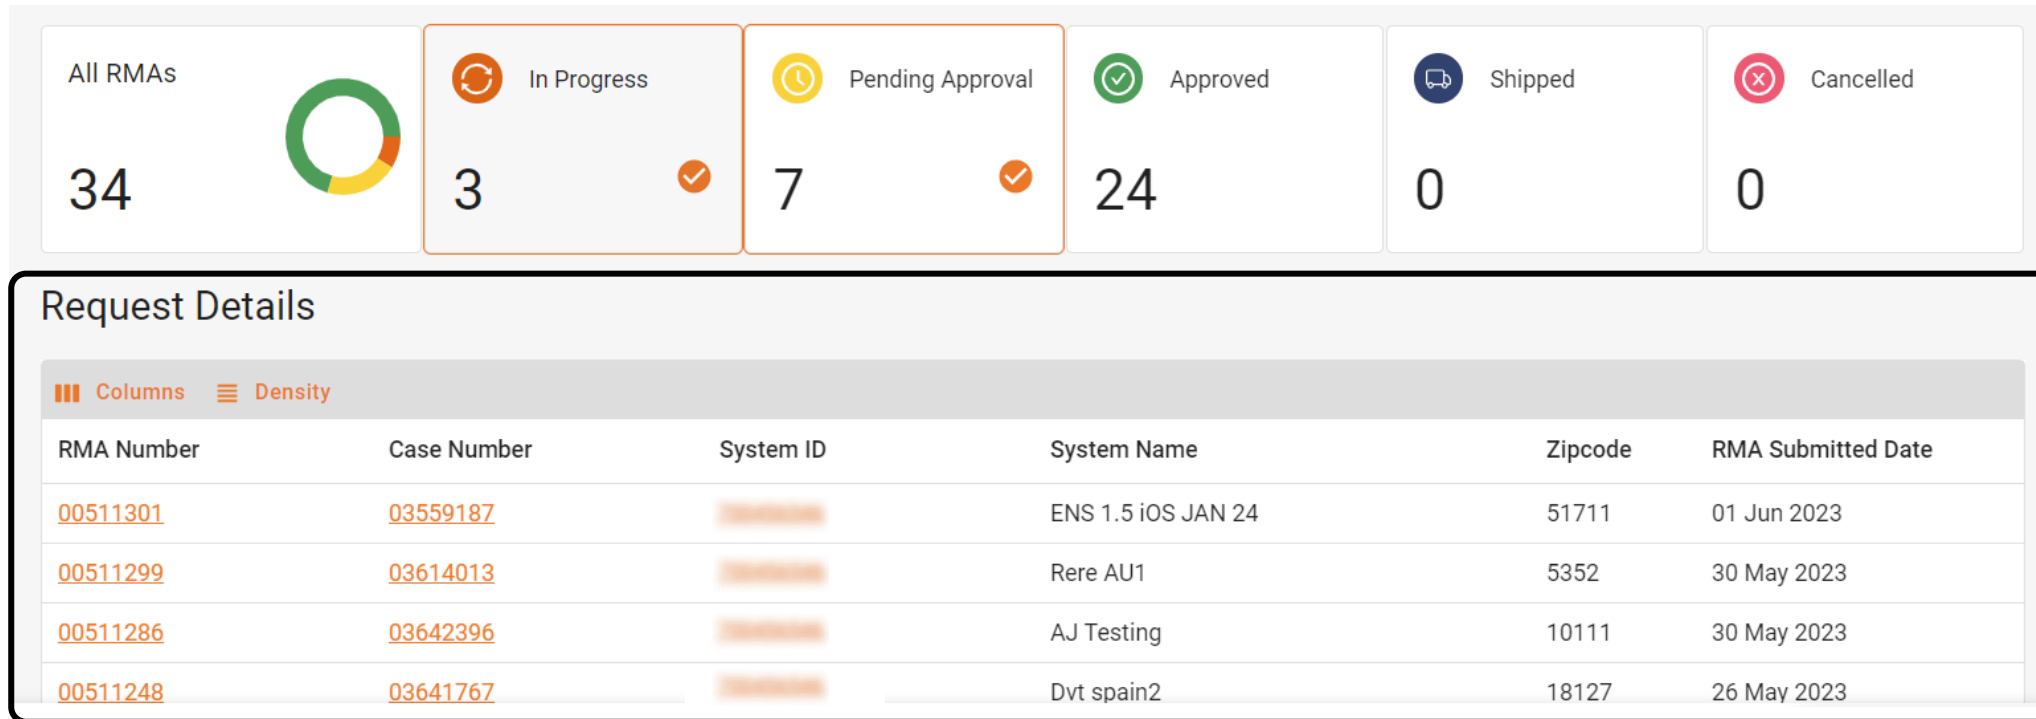 All RMAs
34
In Progress
3
Pending Approval
7
Approved
24
Shipped
0
Cancelled
0
Request Details
Columns Density
RMA Number Case Number System ID System Name Zipcode RMA Submitted Date
00511301 03559187 ENS 1.5 iOS JAN 24 51711 01 Jun 2023
00511299 03614013 Rere AU1 5352 30 May 2023
00511286 03642396 AJ Testing 10111 30 May 2023
00511248 03641767 Dvt spain2 18127 26 May 2023